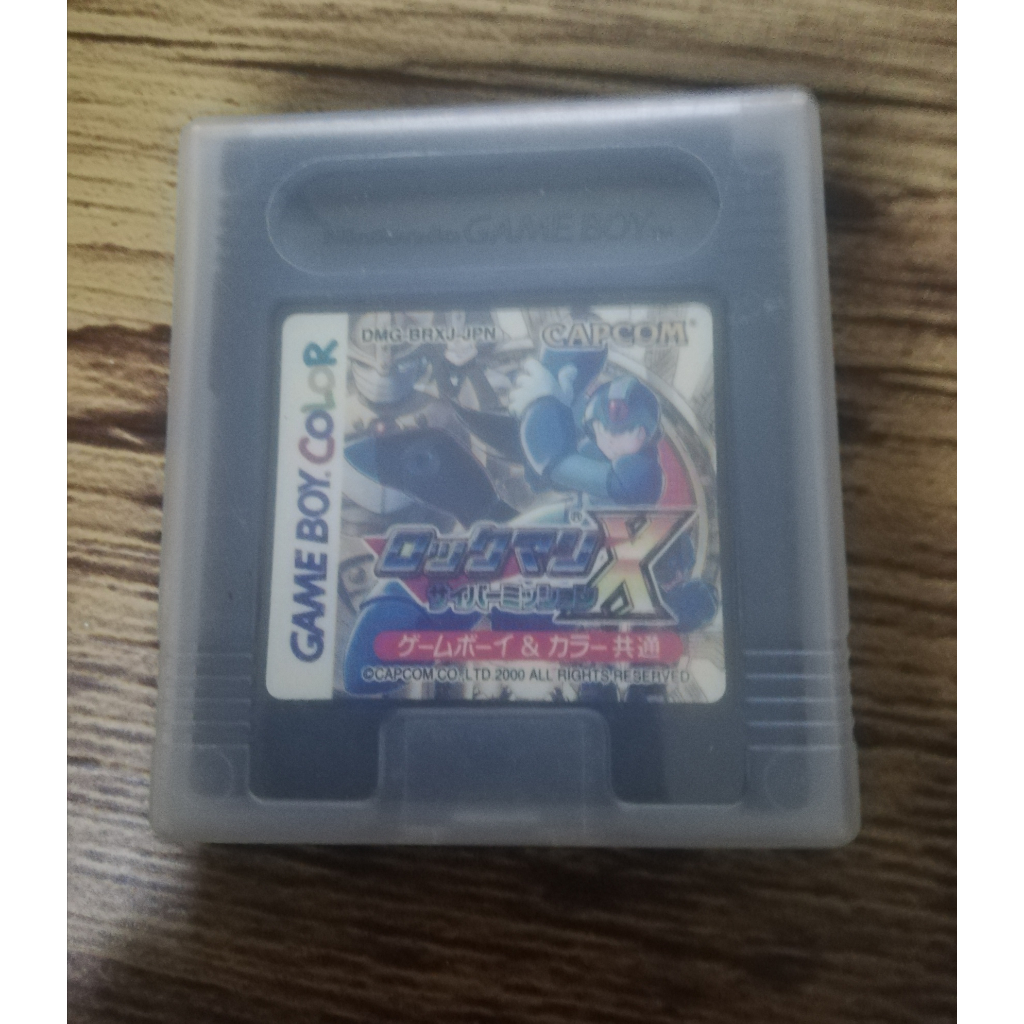 Nintendo GAME BOY TM
DMG-BRXJ-JPN
CAPCOM®
GAME BOY COLOR
ロックマンX®
サイバーミッション
ゲームボーイ & カラー共通
©CAPCOM CO.,LTD 2000 ALL RIGHTS RESERVED